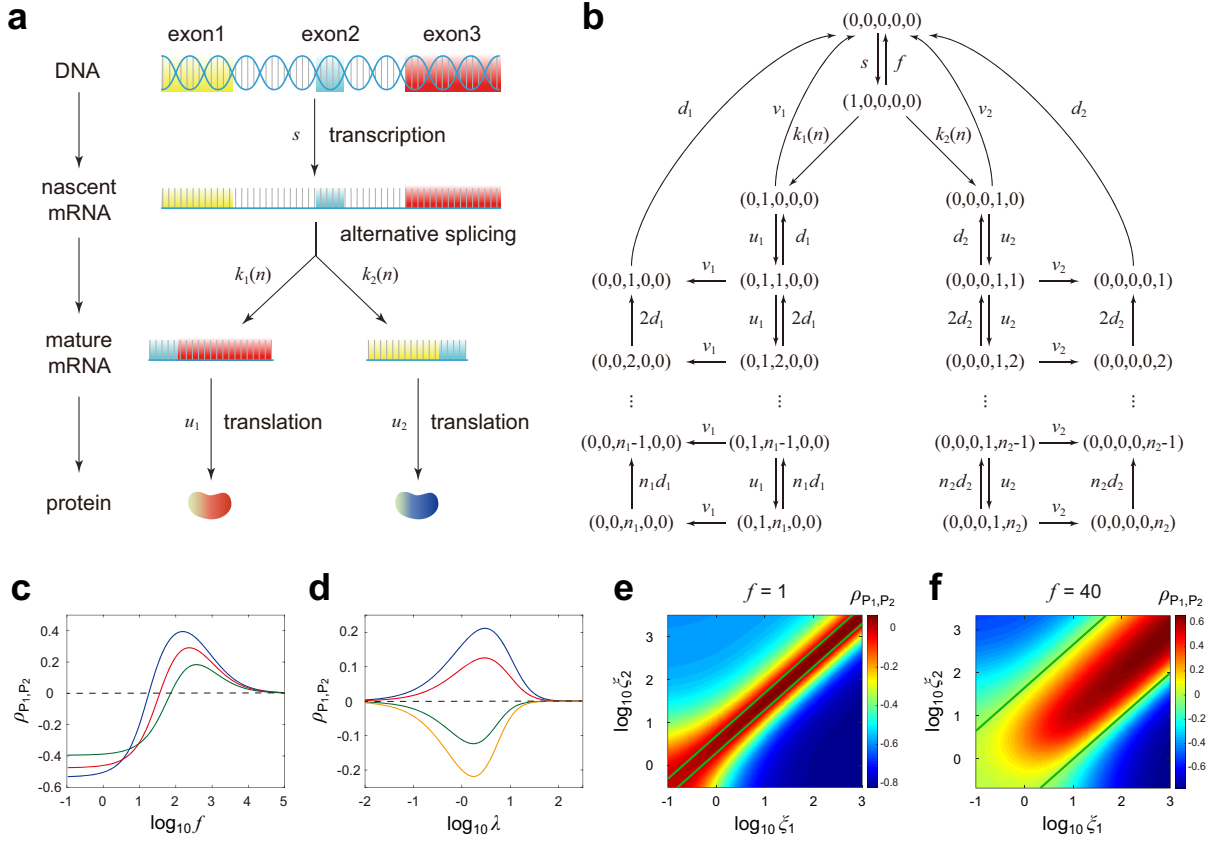 a
exon1 exon2 exon3
DNA
s transcription
nascent
mRNA
alternative splicing
k₁(n) k₂(n)
mature
mRNA
u₁ translation u₂ translation
protein
b
(0,0,0,0,0)
s f
(1,0,0,0,0)
d₁ v₁ v₂ d₂
k₁(n) k₂(n)
(0,1,0,0,0) (0,0,0,1,0)
u₁ d₁ d₂ u₂
(0,0,1,0,0) v₁ (0,1,1,0,0) (0,0,0,1,1) v₂ (0,0,0,0,1)
2d₁ u₁ 2d₁ 2d₂ u₂ 2d₂
(0,0,2,0,0) v₁ (0,1,2,0,0) (0,0,0,1,2) v₂ (0,0,0,0,2)
⋮ ⋮ ⋮ ⋮
(0,0,n₁-1,0,0) v₁ (0,1,n₁-1,0,0) (0,0,0,1,n₂-1) v₂ (0,0,0,0,n₂-1)
n₁d₁ u₁ n₁d₁ n₂d₂ u₂ n₂d₂
(0,0,n₁,0,0) v₁ (0,1,n₁,0,0) (0,0,0,1,n₂) v₂ (0,0,0,0,n₂)
c
ρP₁,P₂
0.4
0.2
0
-0.2
-0.4
-0.6
-1 0 1 2 3 4 5
log₁₀ f
d
ρP₁,P₂
0.2
0.1
0
-0.1
-0.2
-2 -1 -0 1 2
log₁₀ λ
e
f = 1
ρP₁,P₂
log₁₀ ξ₂
3
2
1
0
-1 0 1 2 3
log₁₀ ξ₁
0
-0.2
-0.4
-0.6
-0.8
f
f = 40
ρP₁,P₂
log₁₀ ξ₂
3
2
1
0
-1 0 1 2 3
log₁₀ ξ₁
0.6
0.4
0.2
0
-0.2
-0.4
-0.6